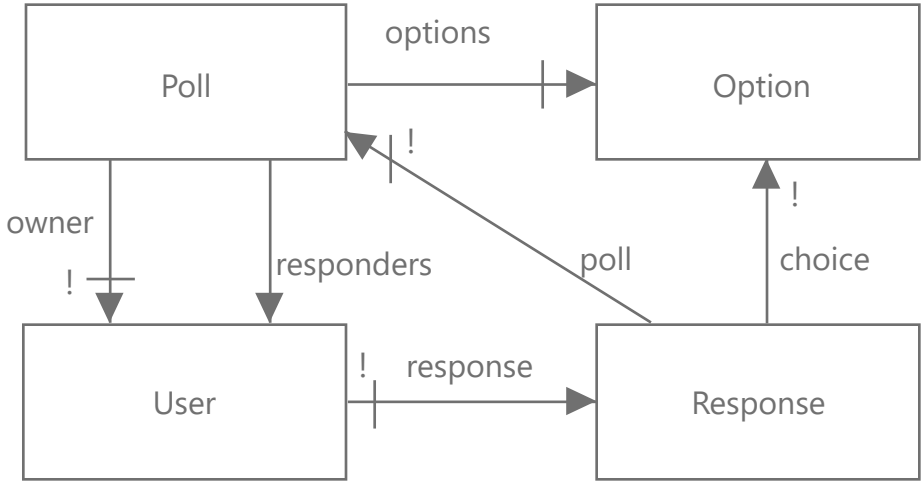 options
Poll
Option
!
!
owner
responders
poll
choice
!
!
response
User
Response